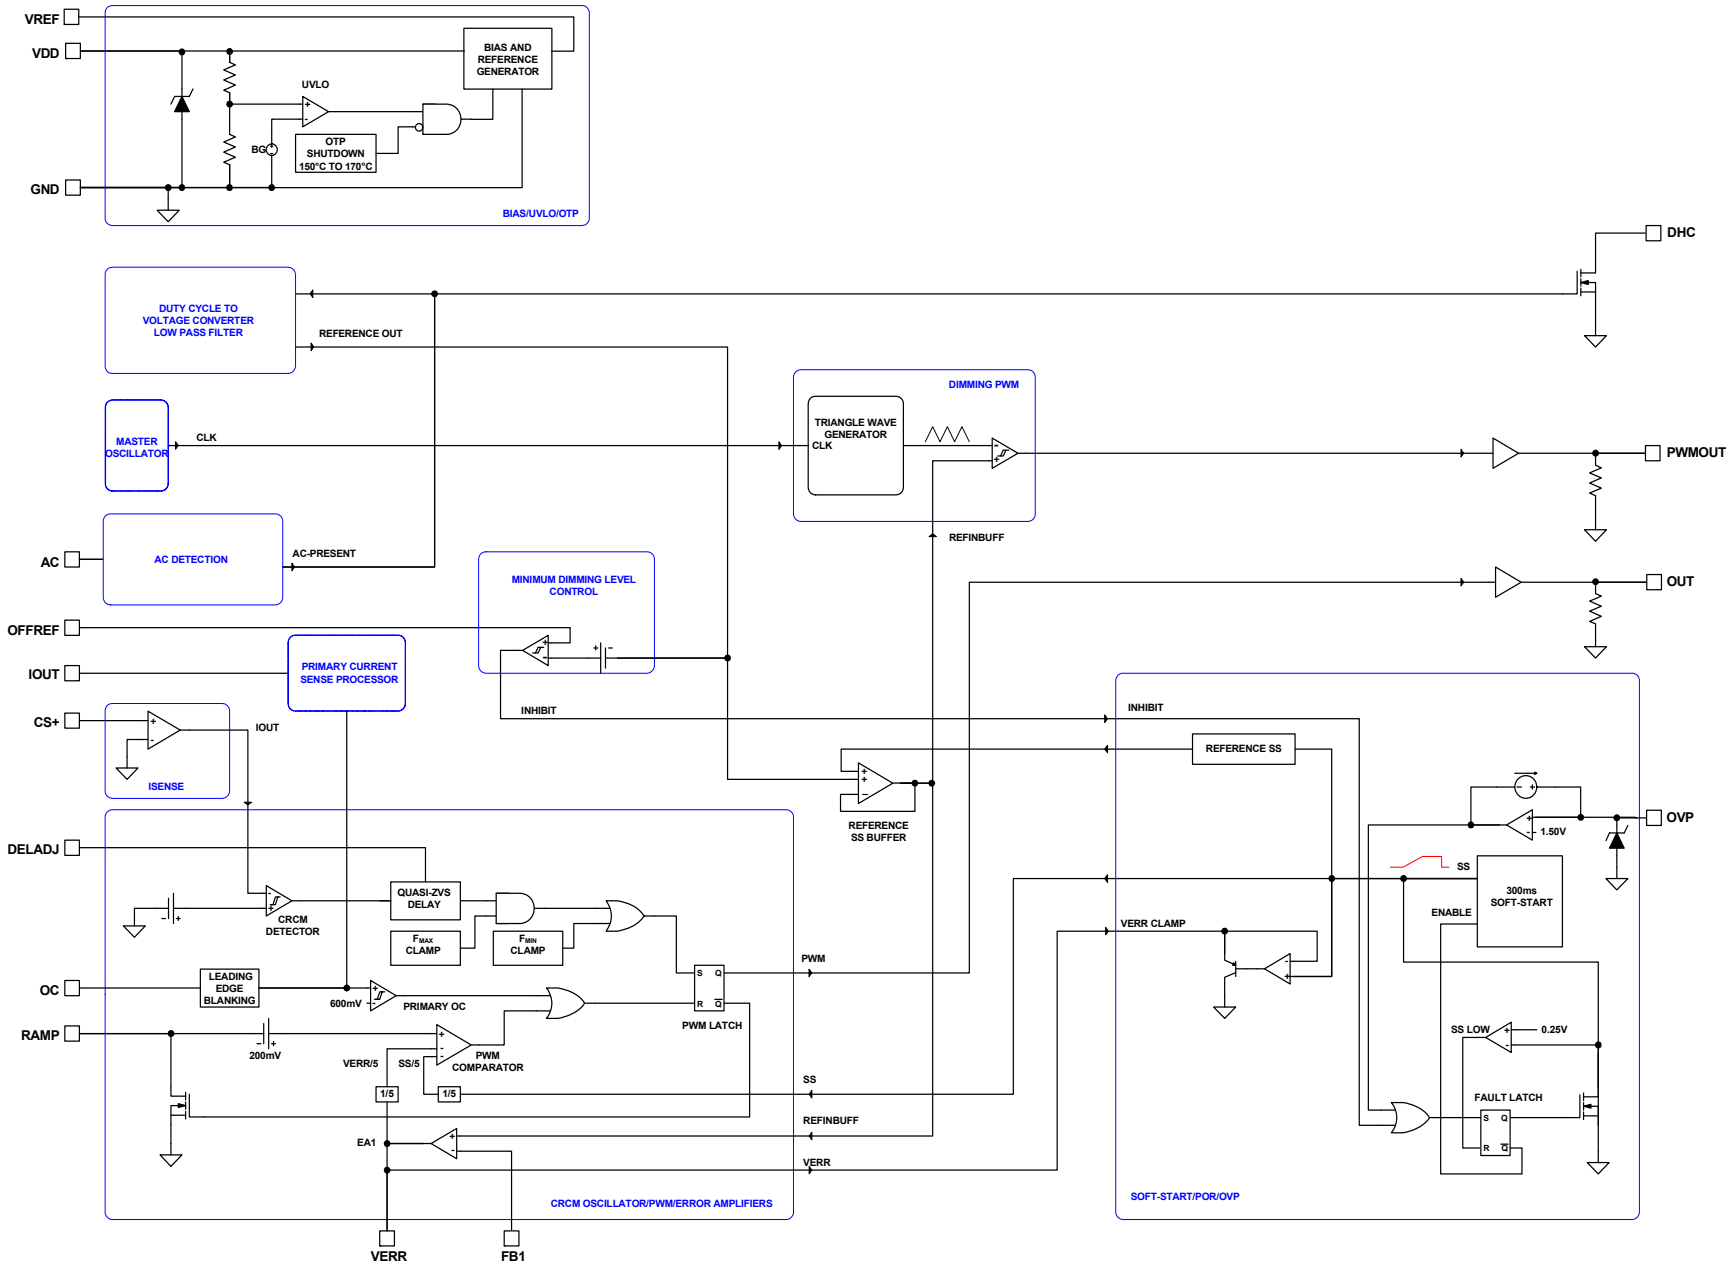 VREF
VDD
BIAS AND
REFERENCE
GENERATOR
UVLO
+
-
BG
+
-
OTP
SHUTDOWN
150°C TO 170°C
GND
BIAS/UVLO/OTP
DHC
DUTY CYCLE TO
VOLTAGE CONVERTER
LOW PASS FILTER
REFERENCE OUT
DIMMING PWM
TRIANGLE WAVE
GENERATOR
CLK
-
+
MASTER
OSCILLATOR
CLK
PWMOUT
REFINBUFF
AC
AC DETECTION
AC-PRESENT
MINIMUM DIMMING LEVEL
CONTROL
+
-
+ -
OUT
OFFREF
IOUT
PRIMARY CURRENT
SENSE PROCESSOR
CS+
+
-
IOUT
ISENSE
INHIBIT
INHIBIT
REFERENCE SS
+
+
-
REFERENCE
SS BUFFER
- +
+
- 1.50V
OVP
DELADJ
QUASI-ZVS
DELAY
-
+
- +
CRCM
DETECTOR
FMAX
CLAMP
FMIN
CLAMP
SS
300ms
SOFT-START
ENABLE
VERR CLAMP
-
+
PWM
S Q
R Q
PWM LATCH
OC
LEADING
EDGE
BLANKING
+
600mV -
PRIMARY OC
RAMP
- +
200mV
+
-
-
PWM
COMPARATOR
VERR/5 SS/5
1/5
1/5
SS
SS LOW
+
-
0.25V
FAULT LATCH
S Q
R Q
REFINBUFF
EA1
+
-
VERR
CRCM OSCILLATOR/PWM/ERROR AMPLIFIERS
SOFT-START/POR/OVP
VERR
FB1